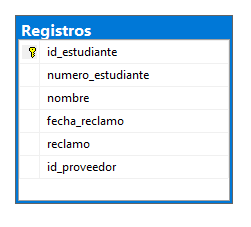 Registros
id_estudiante
numero_estudiante
nombre
fecha_reclamo
reclamo
id_proveedor